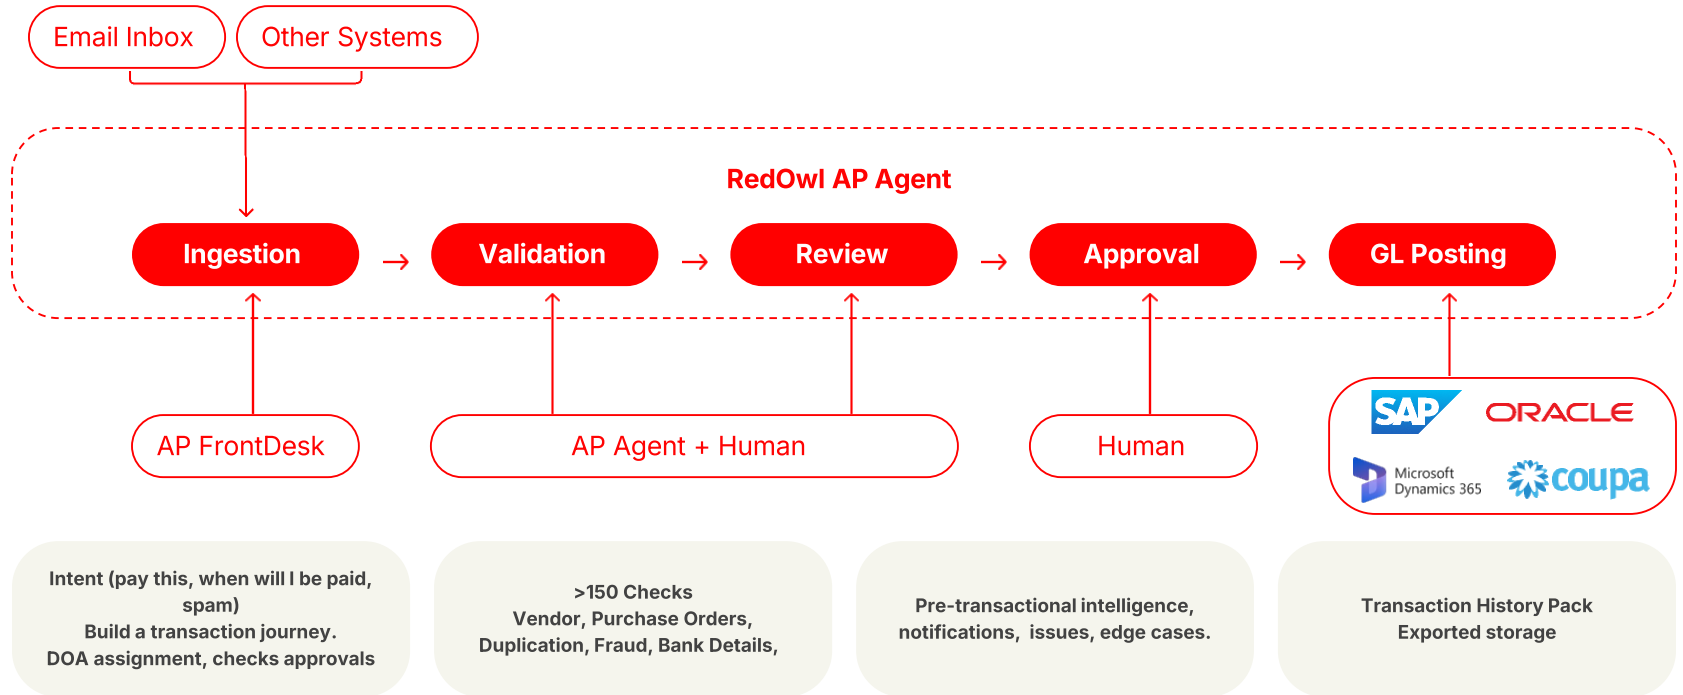 Email Inbox
Other Systems
RedOwl AP Agent
Ingestion
Validation
Review
Approval
GL Posting
AP FrontDesk
AP Agent + Human
Human
SAP
ORACLE
Microsoft
Dynamics 365
coupa
Intent (pay this, when will I be paid,
spam)
Build a transaction journey.
DOA assignment, checks approvals
>150 Checks
Vendor, Purchase Orders,
Duplication, Fraud, Bank Details,
Pre-transactional intelligence,
notifications, issues, edge cases.
Transaction History Pack
Exported storage